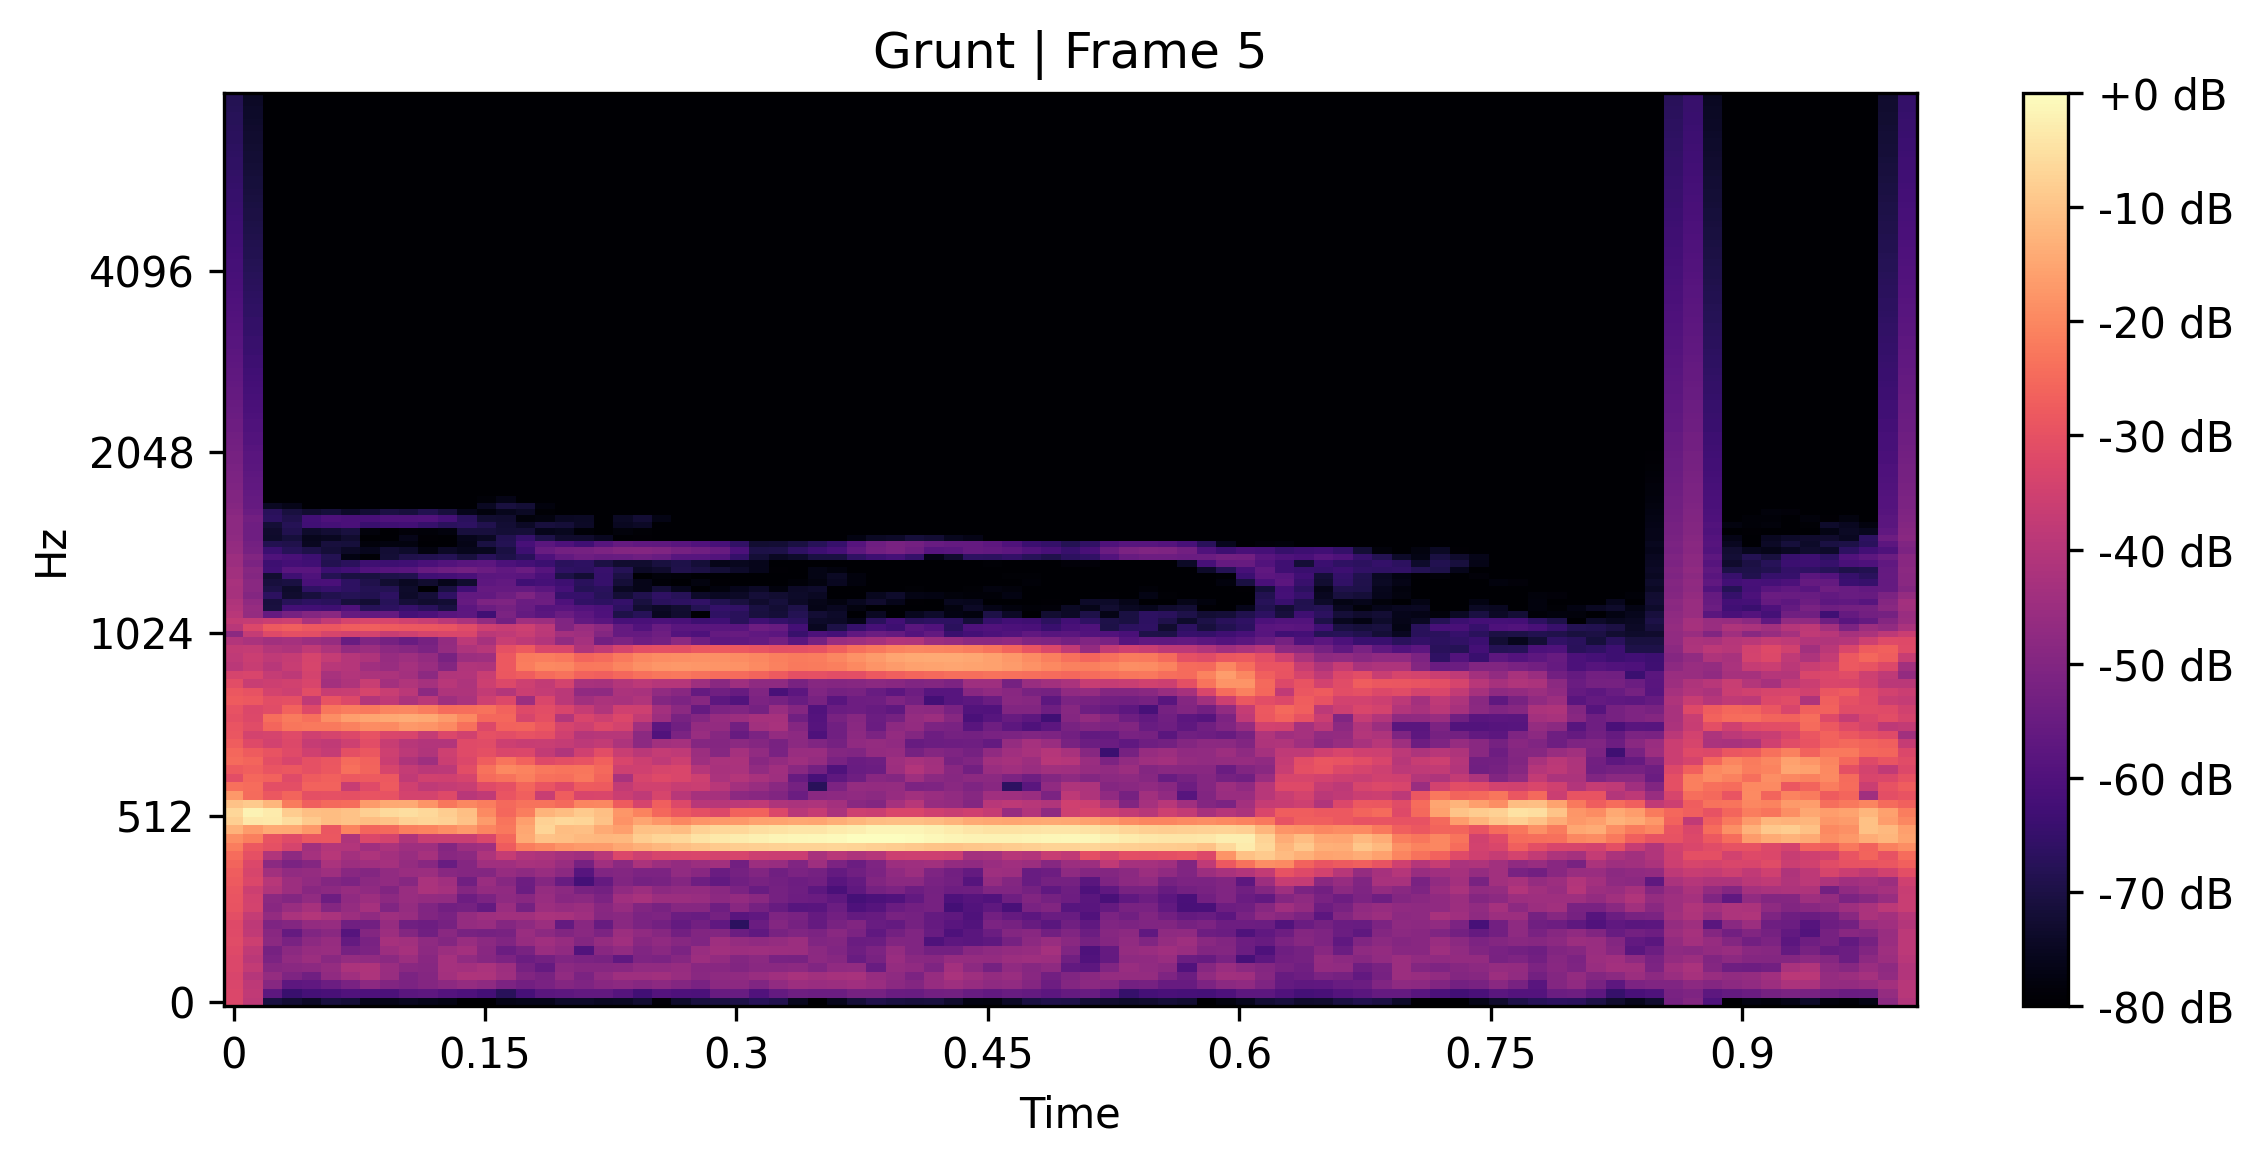 Grunt | Frame 5
Hz
4096
2048
1024
512
0
0 0.15 0.3 0.45 0.6 0.75 0.9
Time
+0 dB
-10 dB
-20 dB
-30 dB
-40 dB
-50 dB
-60 dB
-70 dB
-80 dB